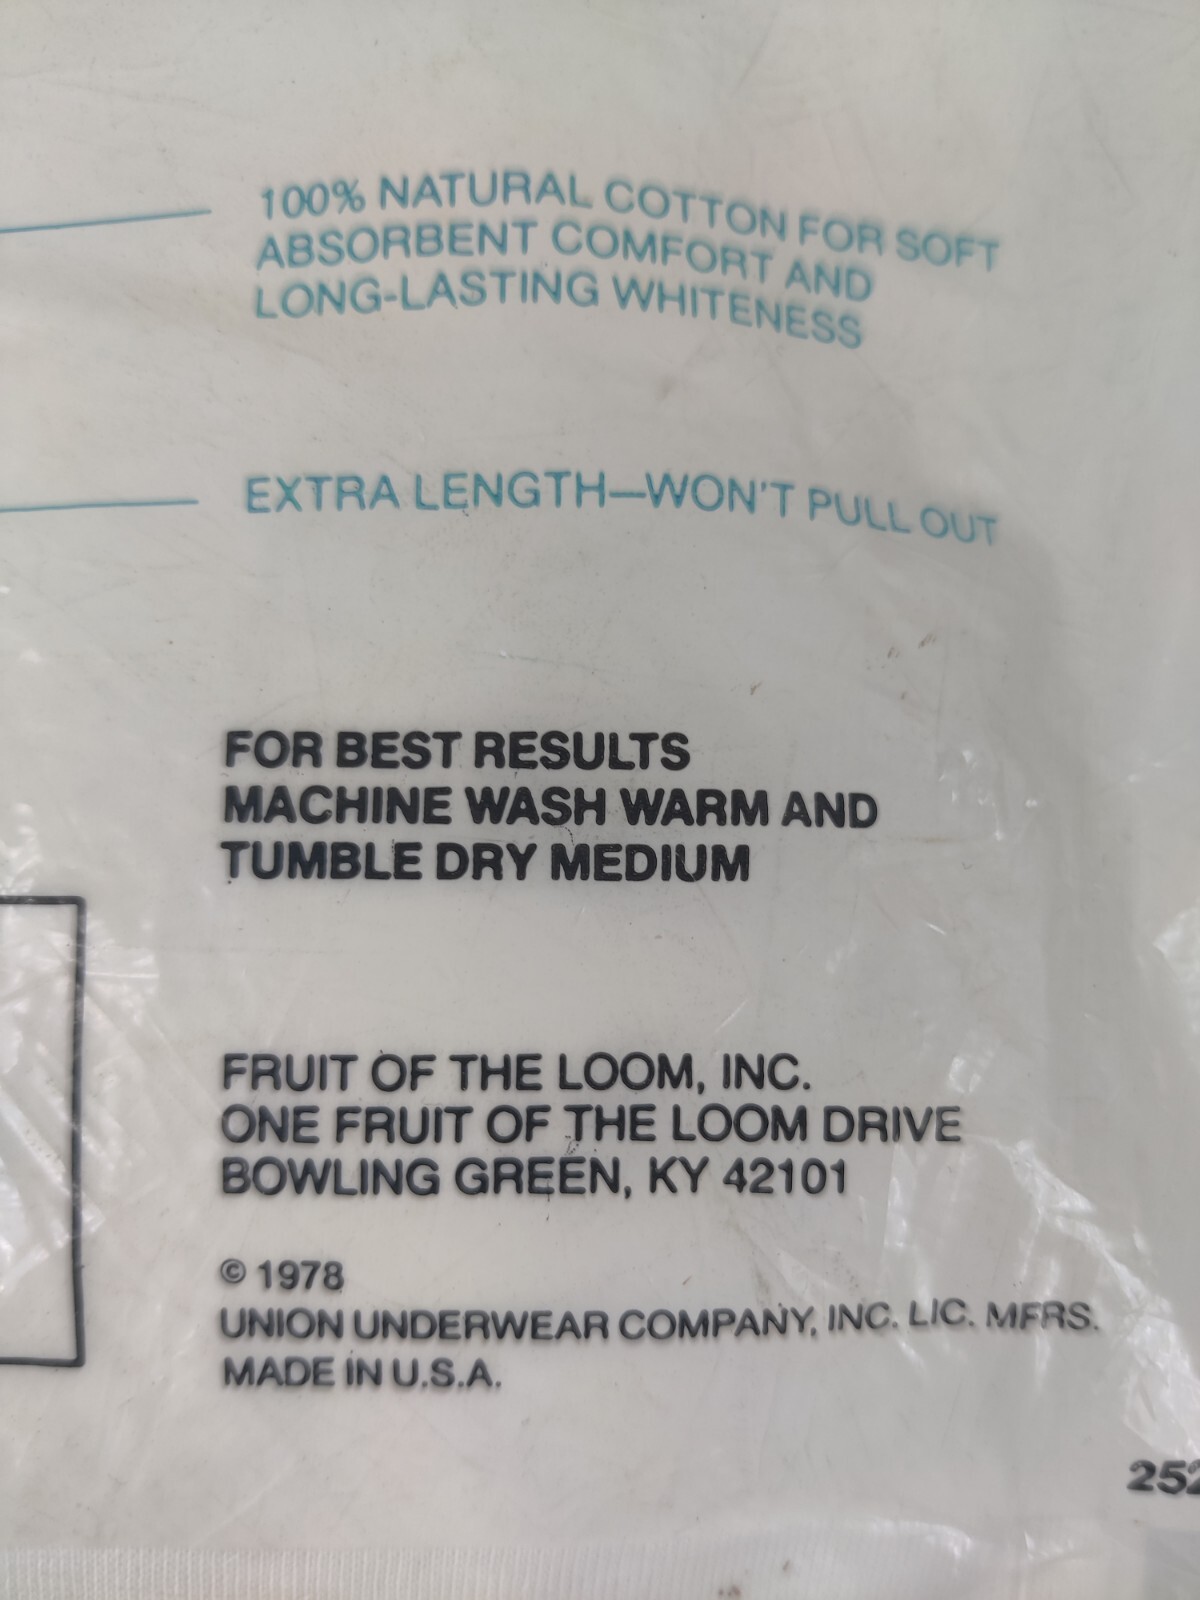 100% NATURAL COTTON FOR SOFT
ABSORBENT COMFORT AND
LONG-LASTING WHITENESS
EXTRA LENGTH—WON'T PULL OUT
FOR BEST RESULTS
MACHINE WASH WARM AND
TUMBLE DRY MEDIUM
FRUIT OF THE LOOM, INC.
ONE FRUIT OF THE LOOM DRIVE
BOWLING GREEN, KY 42101
© 1978
UNION UNDERWEAR COMPANY, INC. LIC. MFRS.
MADE IN U.S.A.
252